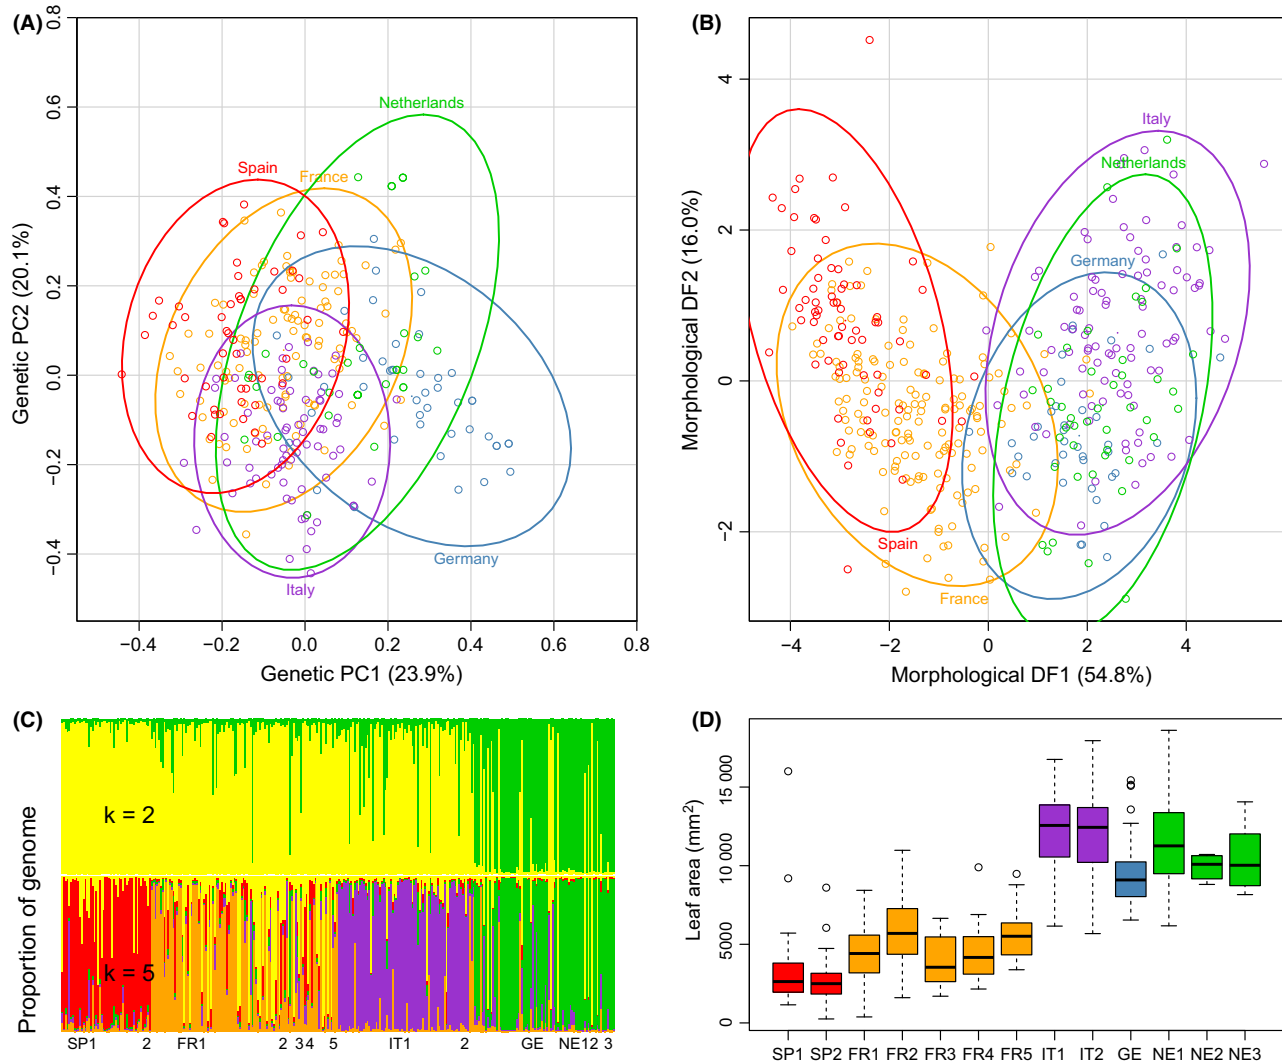 (A)
Genetic PC2 (20.1%)
0.8
0.6
0.4
0.2
0.0
−0.2
−0.4
Netherlands
Spain
France
Germany
Italy
−0.4 −0.2 0.0 0.2 0.4 0.6 0.8
Genetic PC1 (23.9%)
(B)
Morphological DF2 (16.0%)
4
2
0
−2
Italy
Netherlands
Germany
Spain
France
−4 −2 0 2 4
Morphological DF1 (54.8%)
(C)
Proportion of genome
k = 2
k = 5
SP1 2 FR1 2 3 4 5 IT1 2 GE NE12 3
(D)
Leaf area (mm²)
15 000
10 000
5 000
0
SP1 SP2 FR1 FR2 FR3 FR4 FR5 IT1 IT2 GE NE1 NE2 NE3